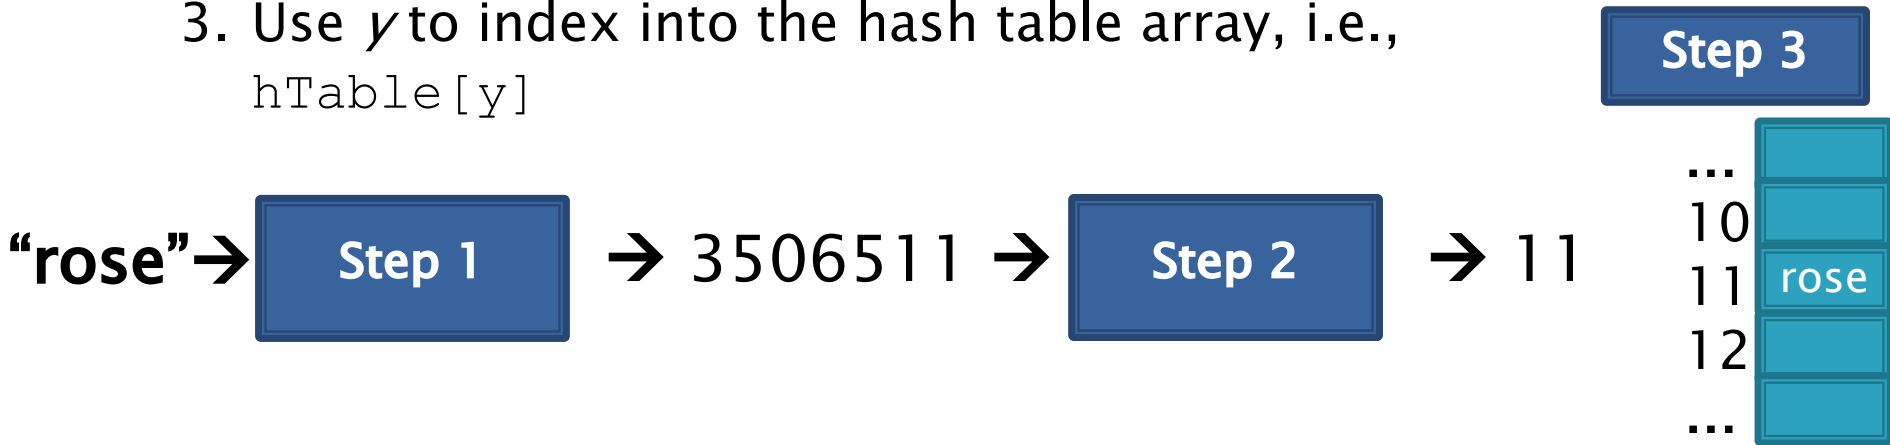 3. Use y to index into the hash table array, i.e.,
hTable[y]
Step 3
“rose”→ Step 1 → 3506511 → Step 2 → 11
...
10
11 rose
12
...